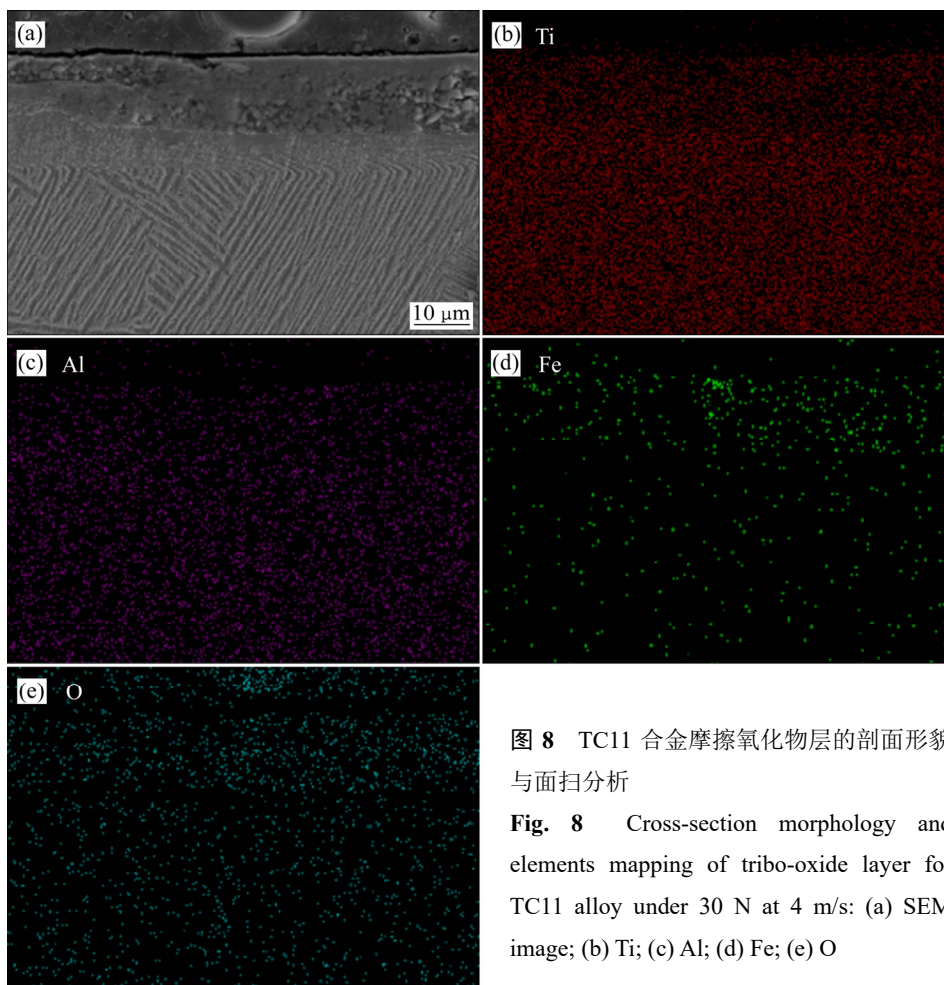 (a)
(b) Ti
10 μm
(c) Al
(d) Fe
(e) O
图 8 TC11 合金摩擦氧化物层的剖面形貌
与面扫分析
Fig. 8 Cross-section morphology and
elements mapping of tribo-oxide layer fo
TC11 alloy under 30 N at 4 m/s: (a) SEM
image; (b) Ti; (c) Al; (d) Fe; (e) O